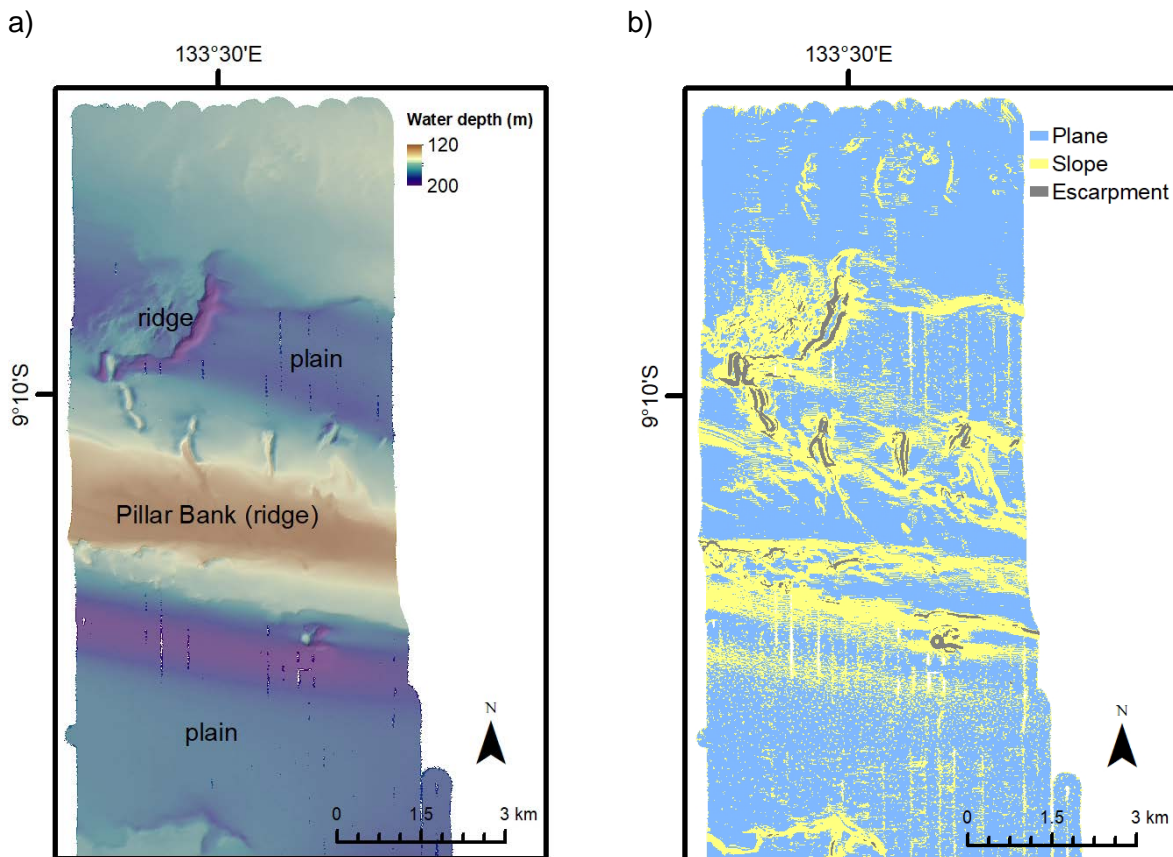 a)
133°30'E
Water depth (m)
120
200
ridge
plain
9°10'S
Pillar Bank (ridge)
plain
N
0 1.5 3 km
b)
133°30'E
Plane
Slope
Escarpment
9°10'S
N
0 1.5 3 km